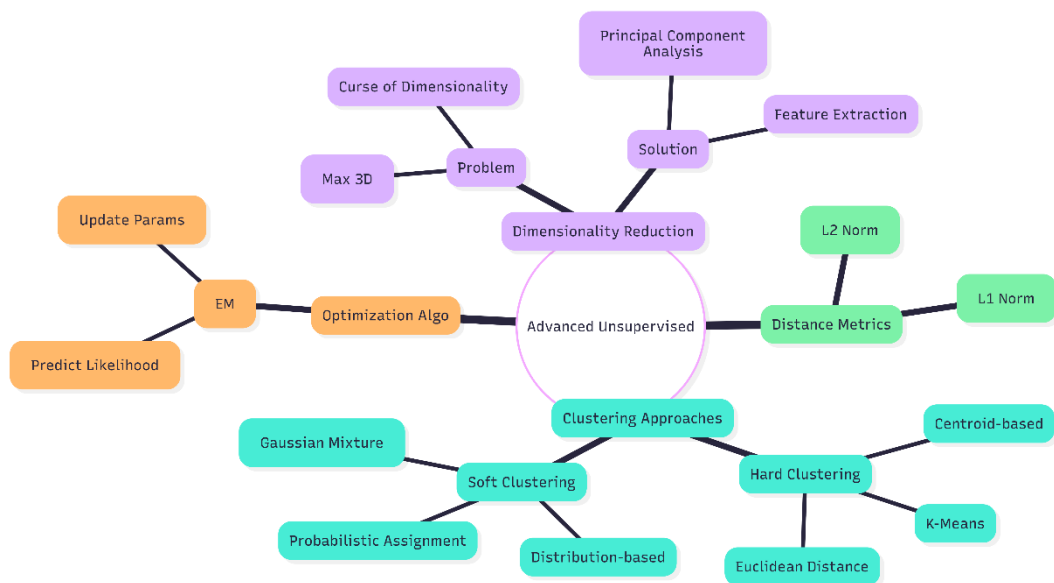 Principal Component
Analysis
Curse of Dimensionality
Feature Extraction
Solution
Problem
Max 3D
Update Params
Dimensionality Reduction
L2 Norm
EM
L1 Norm
Optimization Algo
Advanced Unsupervised
Distance Metrics
Predict Likelihood
Clustering Approaches
Centroid-based
Gaussian Mixture
Hard Clustering
Soft Clustering
K-Means
Probabilistic Assignment
Distribution-based
Euclidean Distance